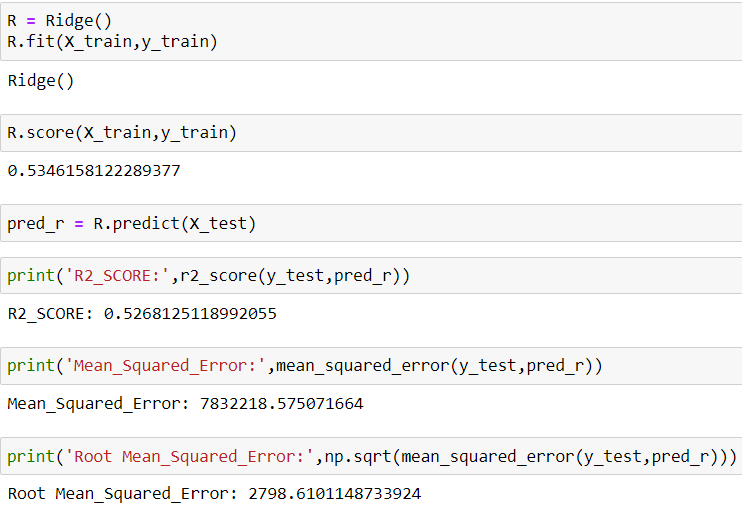 R = Ridge()
R.fit(X_train,y_train)
Ridge()
R.score(X_train,y_train)
0.5346158122289377
pred_r = R.predict(X_test)
print('R2_SCORE:',r2_score(y_test,pred_r))
R2_SCORE: 0.5268125118992055
print('Mean_Squared_Error:',mean_squared_error(y_test,pred_r))
Mean_Squared_Error: 7832218.575071664
print('Root Mean_Squared_Error:',np.sqrt(mean_squared_error(y_test,pred_r)))
Root Mean_Squared_Error: 2798.6101148733924